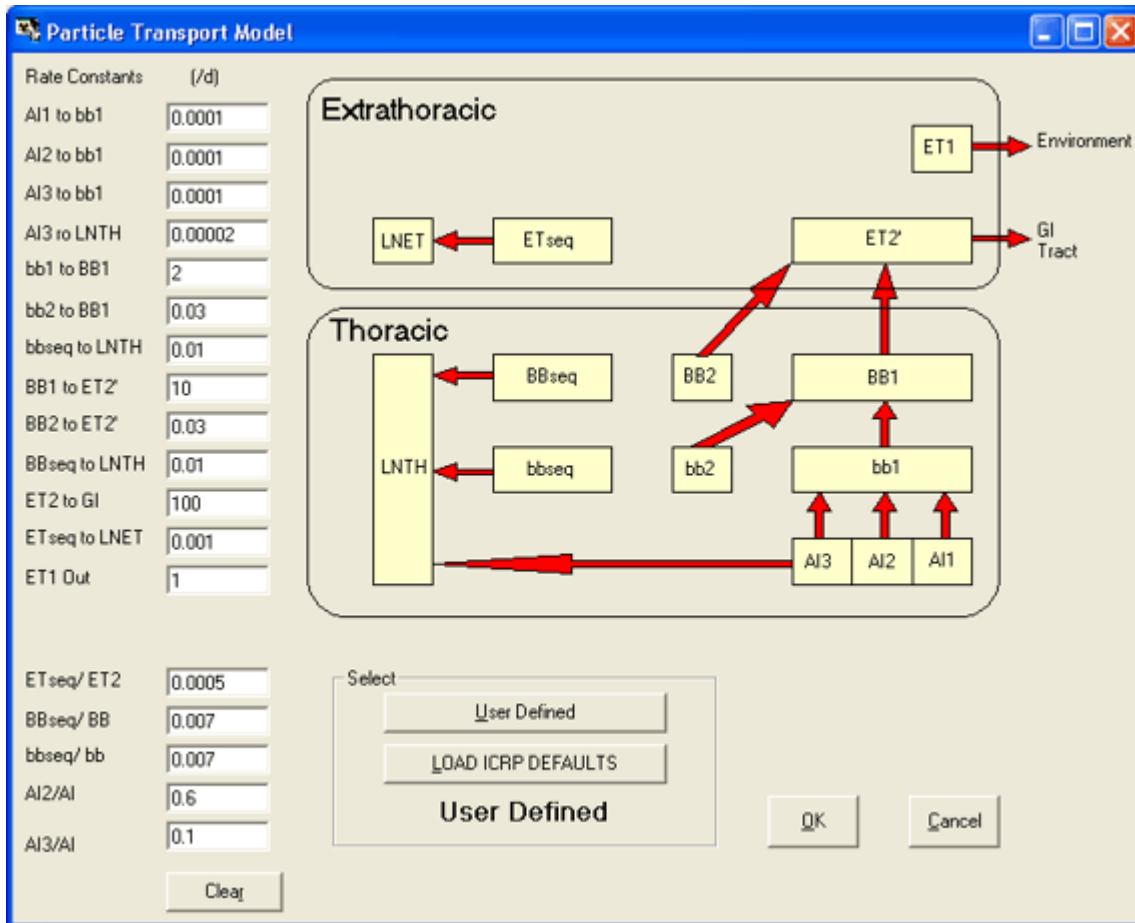 Particle Transport Model
Rate Constants (/d)
AI1 to bb1 0.0001
AI2 to bb1 0.0001
AI3 to bb1 0.0001
AI3 ro LNTH 0.00002
bb1 to BB1 2
bb2 to BB1 0.03
bbseq to LNTH 0.01
BB1 to ET2' 10
BB2 to ET2' 0.03
BBseq to LNTH 0.01
ET2 to GI 100
ETseq to LNET 0.001
ET1 Out 1
ETseq/ ET2 0.0005
BBseq/ BB 0.007
bbseq/ bb 0.007
AI2/AI 0.6
AI3/AI 0.1
Clear
Extrathoracic
ET1
Environment
LNET
ETseq
ET2'
GI
Tract
Thoracic
BBseq
BB2
BB1
LNTH
bbseq
bb2
bb1
AI3
AI2
AI1
Select
User Defined
LOAD ICRP DEFAULTS
User Defined
OK
Cancel